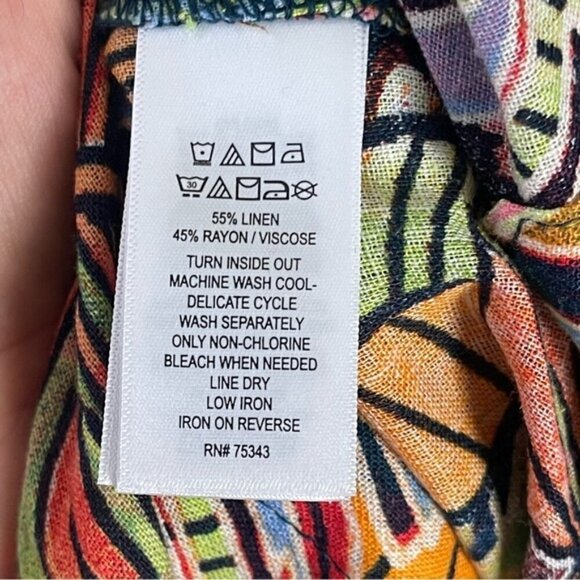 30
55% LINEN
45% RAYON / VISCOSE
TURN INSIDE OUT
MACHINE WASH COOL-
DELICATE CYCLE
WASH SEPARATELY
ONLY NON-CHLORINE
BLEACH WHEN NEEDED
LINE DRY
LOW IRON
IRON ON REVERSE
RN# 75343